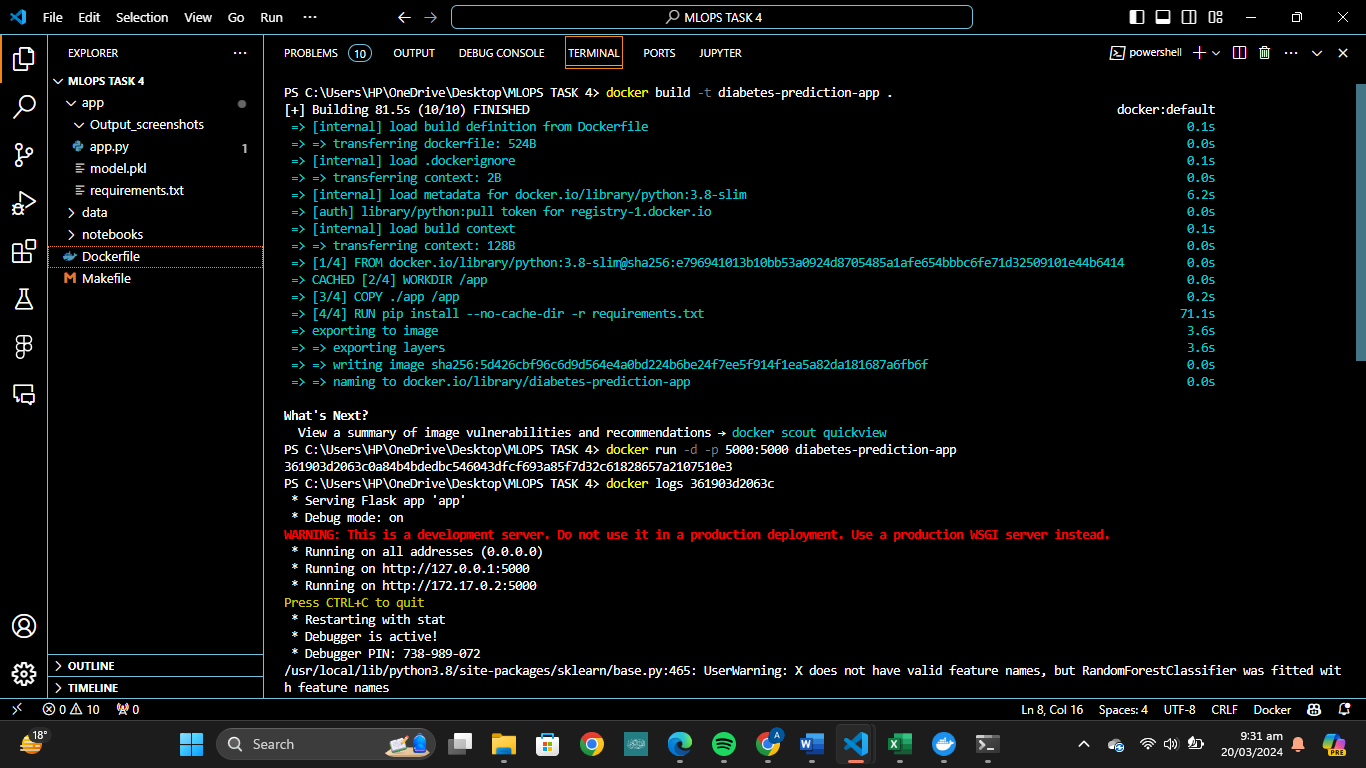 File Edit Selection View Go Run ···
MLOPS TASK 4
EXPLORER ···
MLOPS TASK 4
app
Output_screenshots
app.py 1
model.pkl
requirements.txt
data
notebooks
Dockerfile
Makefile
OUTLINE
TIMELINE
PROBLEMS 10 OUTPUT DEBUG CONSOLE TERMINAL PORTS JUPYTER powershell
PS C:\Users\HP\OneDrive\Desktop\MLOPS TASK 4> docker build -t diabetes-prediction-app .
[+] Building 81.5s (10/10) FINISHED docker:default
=> [internal] load build definition from Dockerfile 0.1s
=> => transferring dockerfile: 524B 0.0s
=> [internal] load .dockerignore 0.1s
=> => transferring context: 2B 0.0s
=> [internal] load metadata for docker.io/library/python:3.8-slim 6.2s
=> [auth] library/python:pull token for registry-1.docker.io 0.0s
=> [internal] load build context 0.1s
=> => transferring context: 128B 0.0s
=> [1/4] FROM docker.io/library/python:3.8-slim@sha256:e796941013b10bb53a0924d8705485a1afe654bbbc6fe71d32509101e44b6414 0.0s
=> CACHED [2/4] WORKDIR /app 0.0s
=> [3/4] COPY ./app /app 0.2s
=> [4/4] RUN pip install --no-cache-dir -r requirements.txt 71.1s
=> exporting to image 3.6s
=> => exporting layers 3.6s
=> => writing image sha256:5d426cbf96c6d9d564e4a0bd224b6be24f7ee5f914f1ea5a82da181687a6fb6f 0.0s
=> => naming to docker.io/library/diabetes-prediction-app 0.0s
What's Next?
View a summary of image vulnerabilities and recommendations → docker scout quickview
PS C:\Users\HP\OneDrive\Desktop\MLOPS TASK 4> docker run -d -p 5000:5000 diabetes-prediction-app
361903d2063c0a84b4bdedbc546043dfcf693a85f7d32c61828657a2107510e3
PS C:\Users\HP\OneDrive\Desktop\MLOPS TASK 4> docker logs 361903d2063c
* Serving Flask app 'app'
* Debug mode: on
WARNING: This is a development server. Do not use it in a production deployment. Use a production WSGI server instead.
* Running on all addresses (0.0.0.0)
* Running on http://127.0.0.1:5000
* Running on http://172.17.0.2:5000
Press CTRL+C to quit
* Restarting with stat
* Debugger is active!
* Debugger PIN: 738-989-072
/usr/local/lib/python3.8/site-packages/sklearn/base.py:465: UserWarning: X does not have valid feature names, but RandomForestClassifier was fitted wit
h feature names
0 10 0 Ln 8, Col 16 Spaces: 4 UTF-8 CRLF Docker
18° Search 9:31 am
20/03/2024